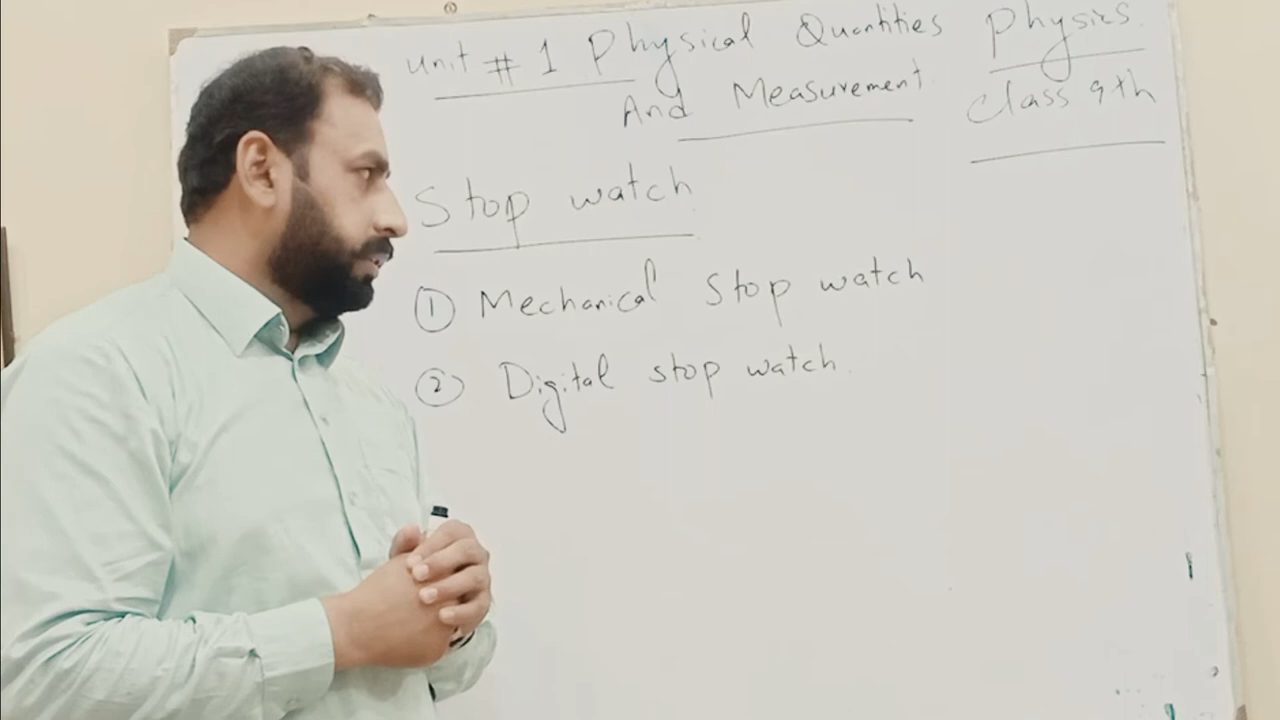 Unit # 1 Physical Quantities
And Measurement
Physics
Class 9th
Stop watch
① Mechanical Stop watch
② Digital stop watch.